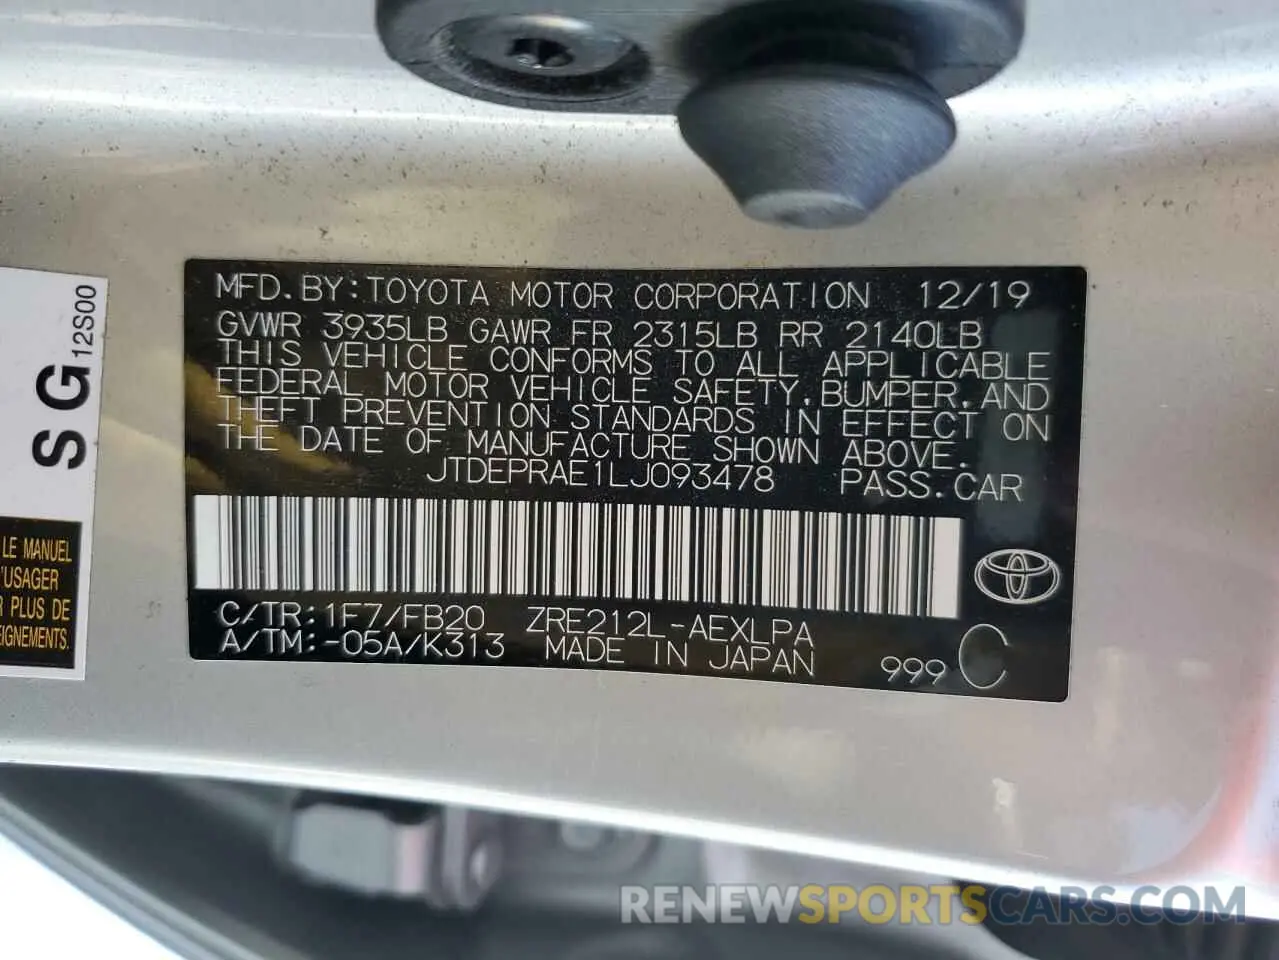 MFD.BY:TOYOTA MOTOR CORPORATION 12/19
GVWR 3935LB GAWR FR 2315LB RR 2140LB
THIS VEHICLE CONFORMS TO ALL APPLICABLE
FEDERAL MOTOR VEHICLE SAFETY,BUMPER,AND
THEFT PREVENTION STANDARDS IN EFFECT ON
THE DATE OF MANUFACTURE SHOWN ABOVE.
JTDEPRAE1LJ093478 PASS.CAR
C/TR:1F7/FB20 ZRE212L-AEXLPA
A/TM:-05A/K313 MADE IN JAPAN 999 C
SG12S00
LE MANUEL
'USAGER
R PLUS DE
EIGNEMENTS.
RENEWSPORTSCARS.COM